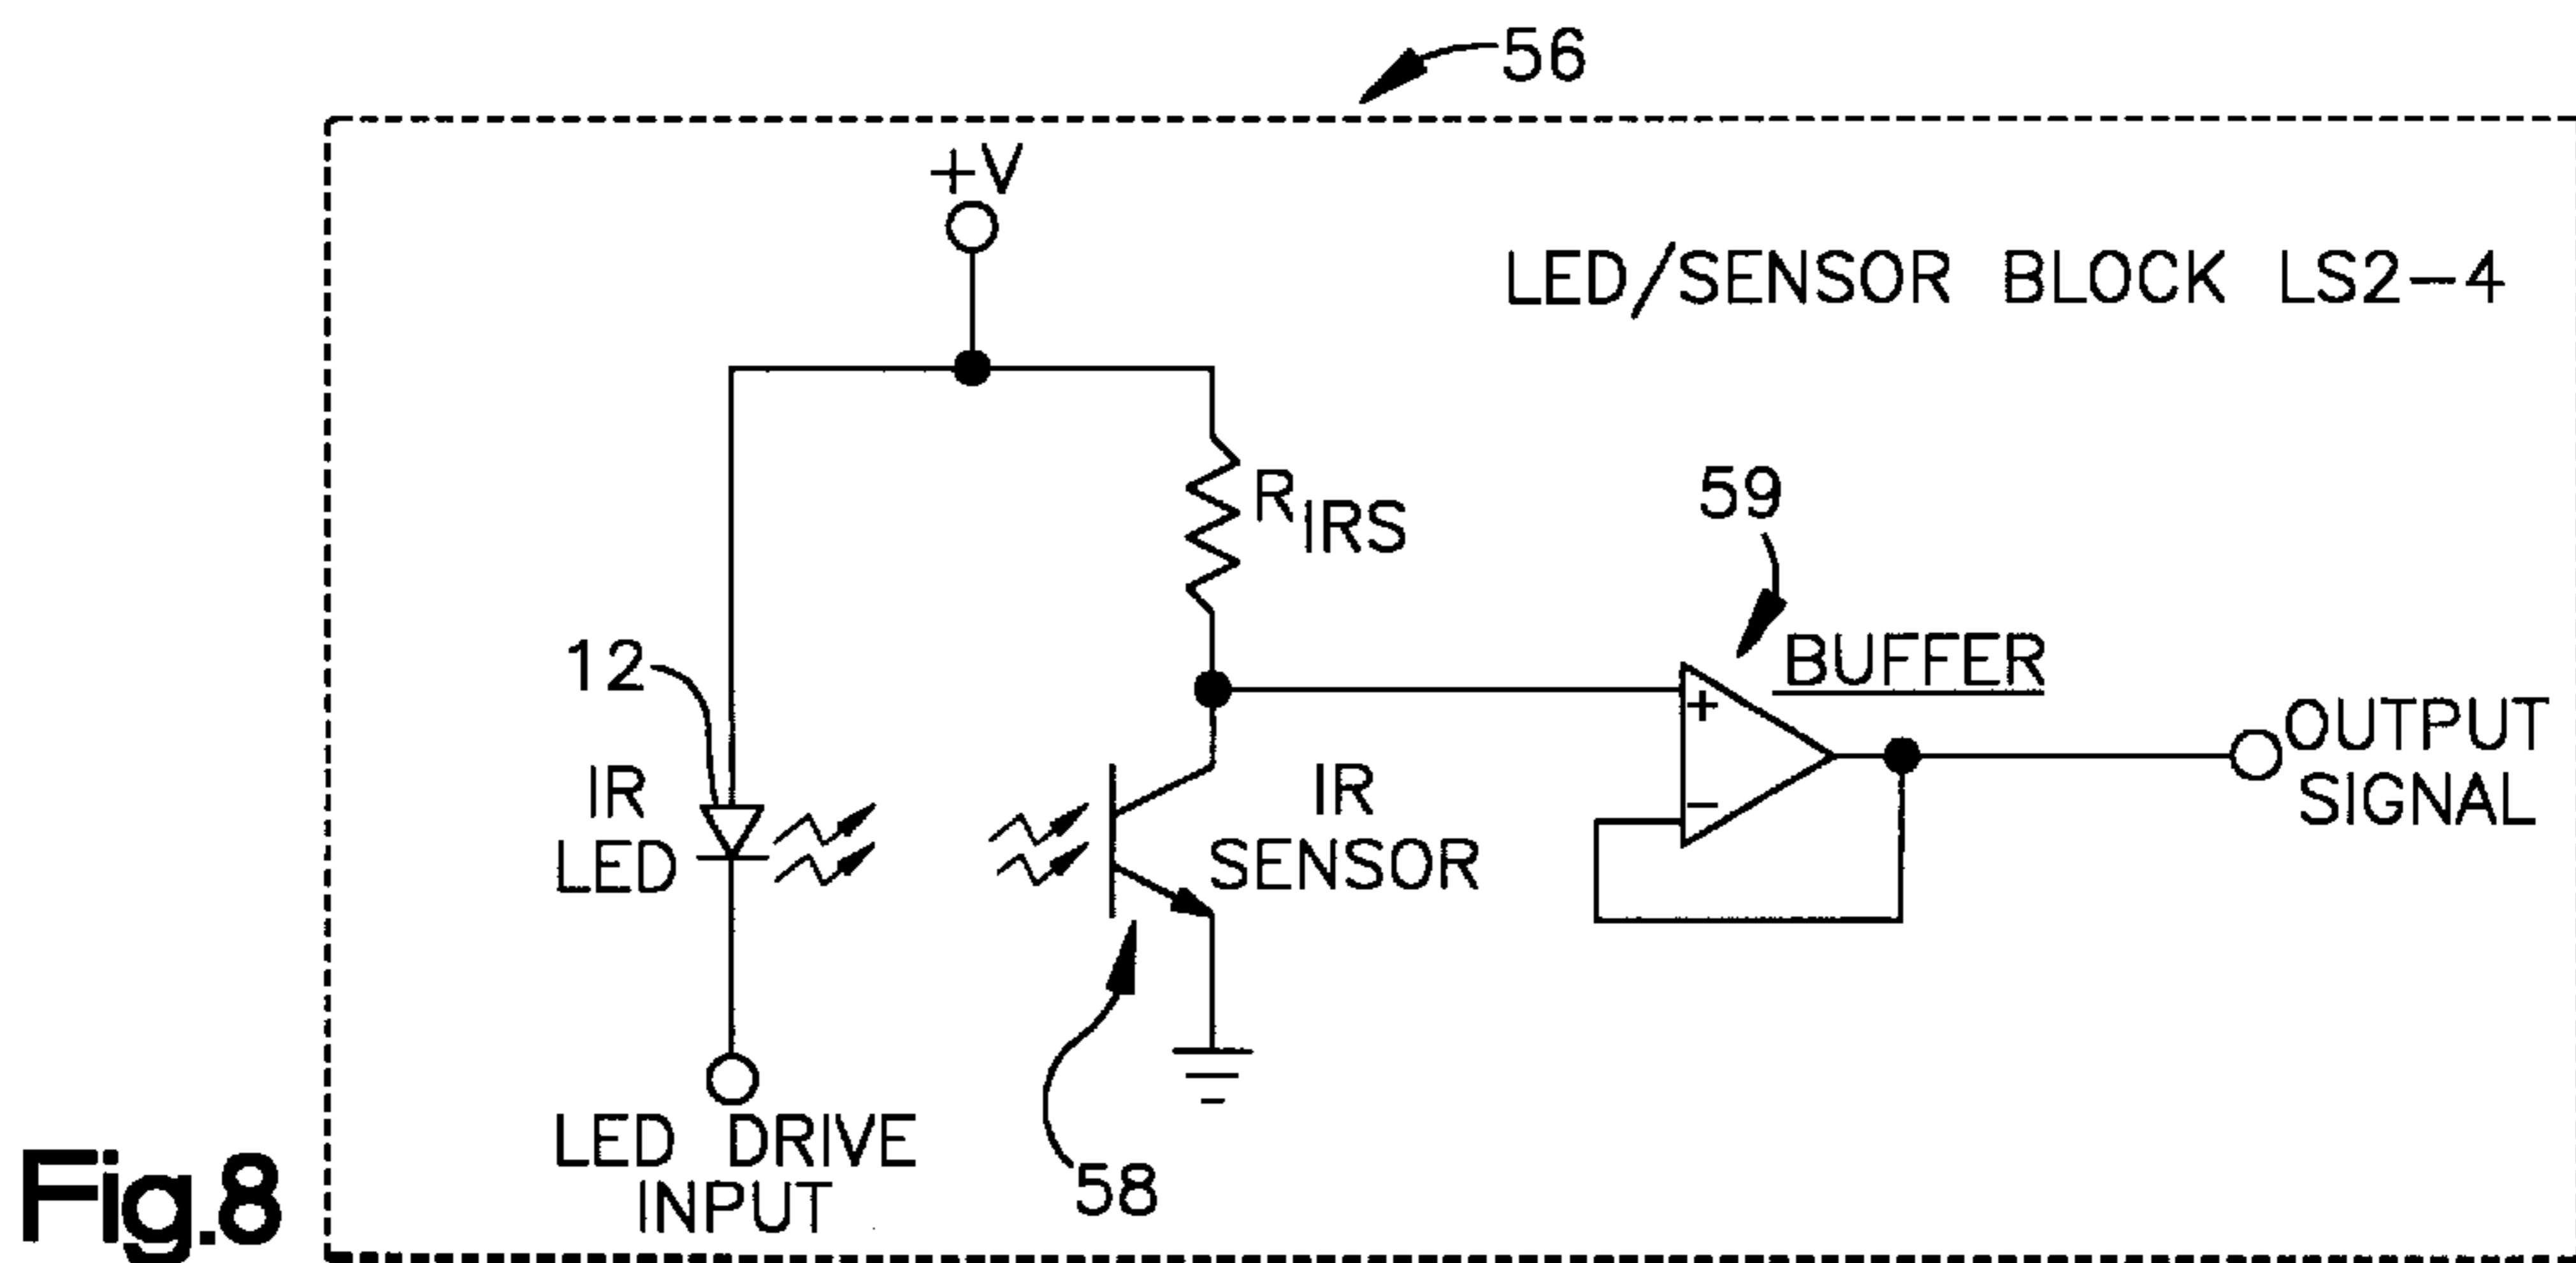 56
+V
LED/SENSOR BLOCK LS2-4
RIRS
59
12
BUFFER
+
−
OUTPUT
SIGNAL
IR
LED
IR
SENSOR
LED DRIVE
INPUT
58
Fig.8